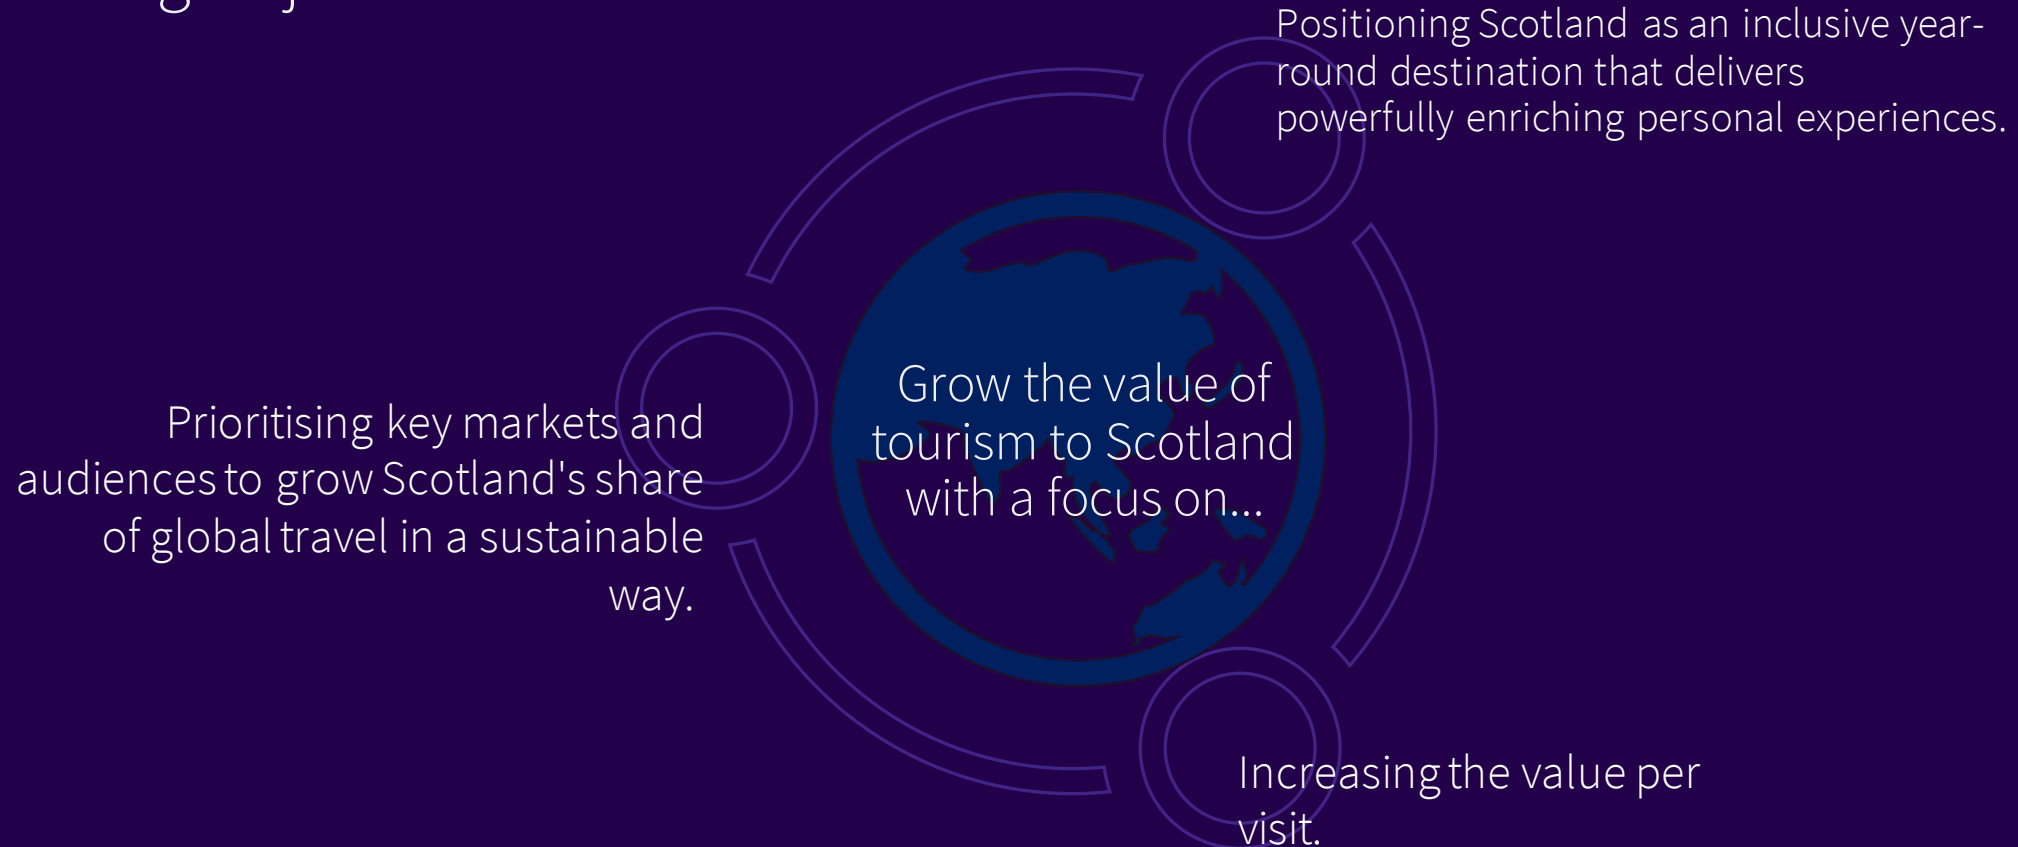 Positioning Scotland as an inclusive year-
round destination that delivers
powerfully enriching personal experiences.
Grow the value of
tourism to Scotland
with a focus on...
Prioritising key markets and
audiences to grow Scotland's share
of global travel in a sustainable
way.
Increasing the value per
visit.